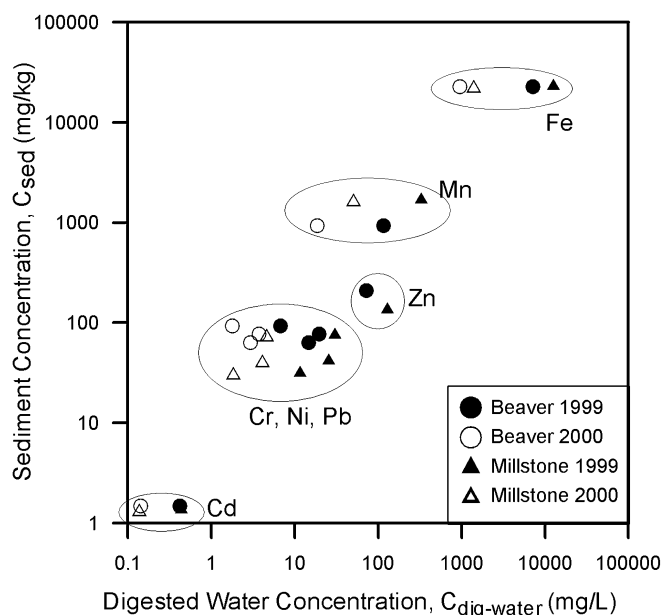 100000
10000
1000
100
10
1
Sediment Concentration, Csed (mg/kg)
Fe
Mn
Zn
Cr, Ni, Pb
Cd
Beaver 1999
Beaver 2000
Millstone 1999
Millstone 2000
0.1 1 10 100 1000 10000 100000
Digested Water Concentration, Cdig-water (mg/L)